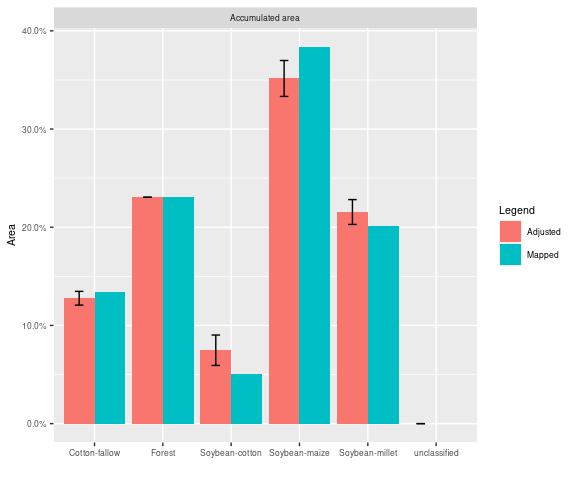 Accumulated area
40.0%
30.0%
20.0%
10.0%
0.0%
Area
Cotton-fallow Forest Soybean-cotton Soybean-maize Soybean-millet unclassified
Legend
Adjusted
Mapped